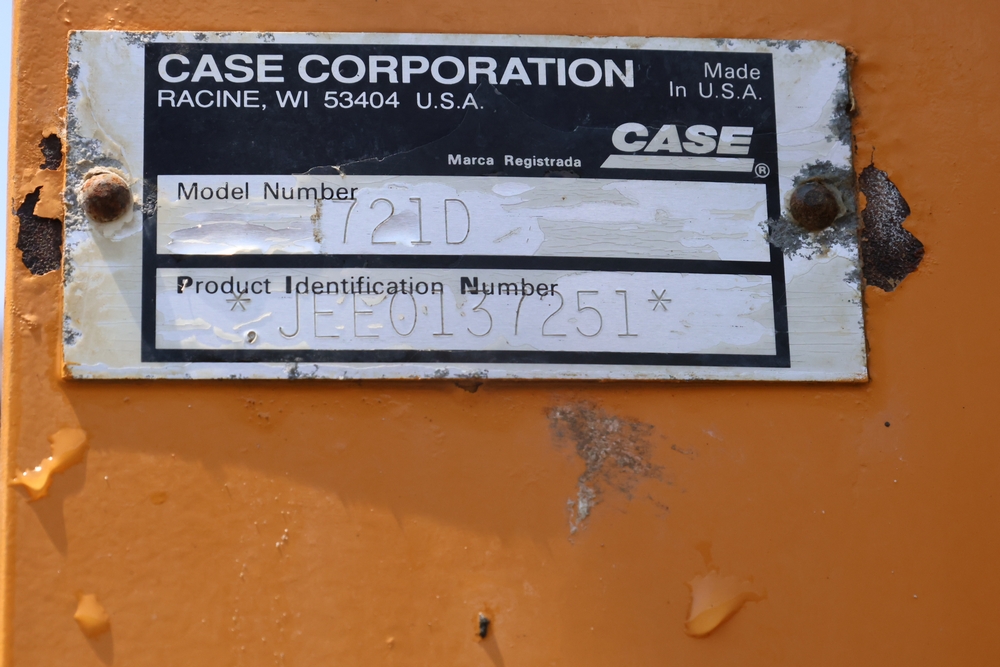 CASE CORPORATION
RACINE, WI 53404 U.S.A.
Made
In U.S.A.
CASE
Marca Registrada ®
Model Number
721D
Product Identification Number
*JEE0137251*